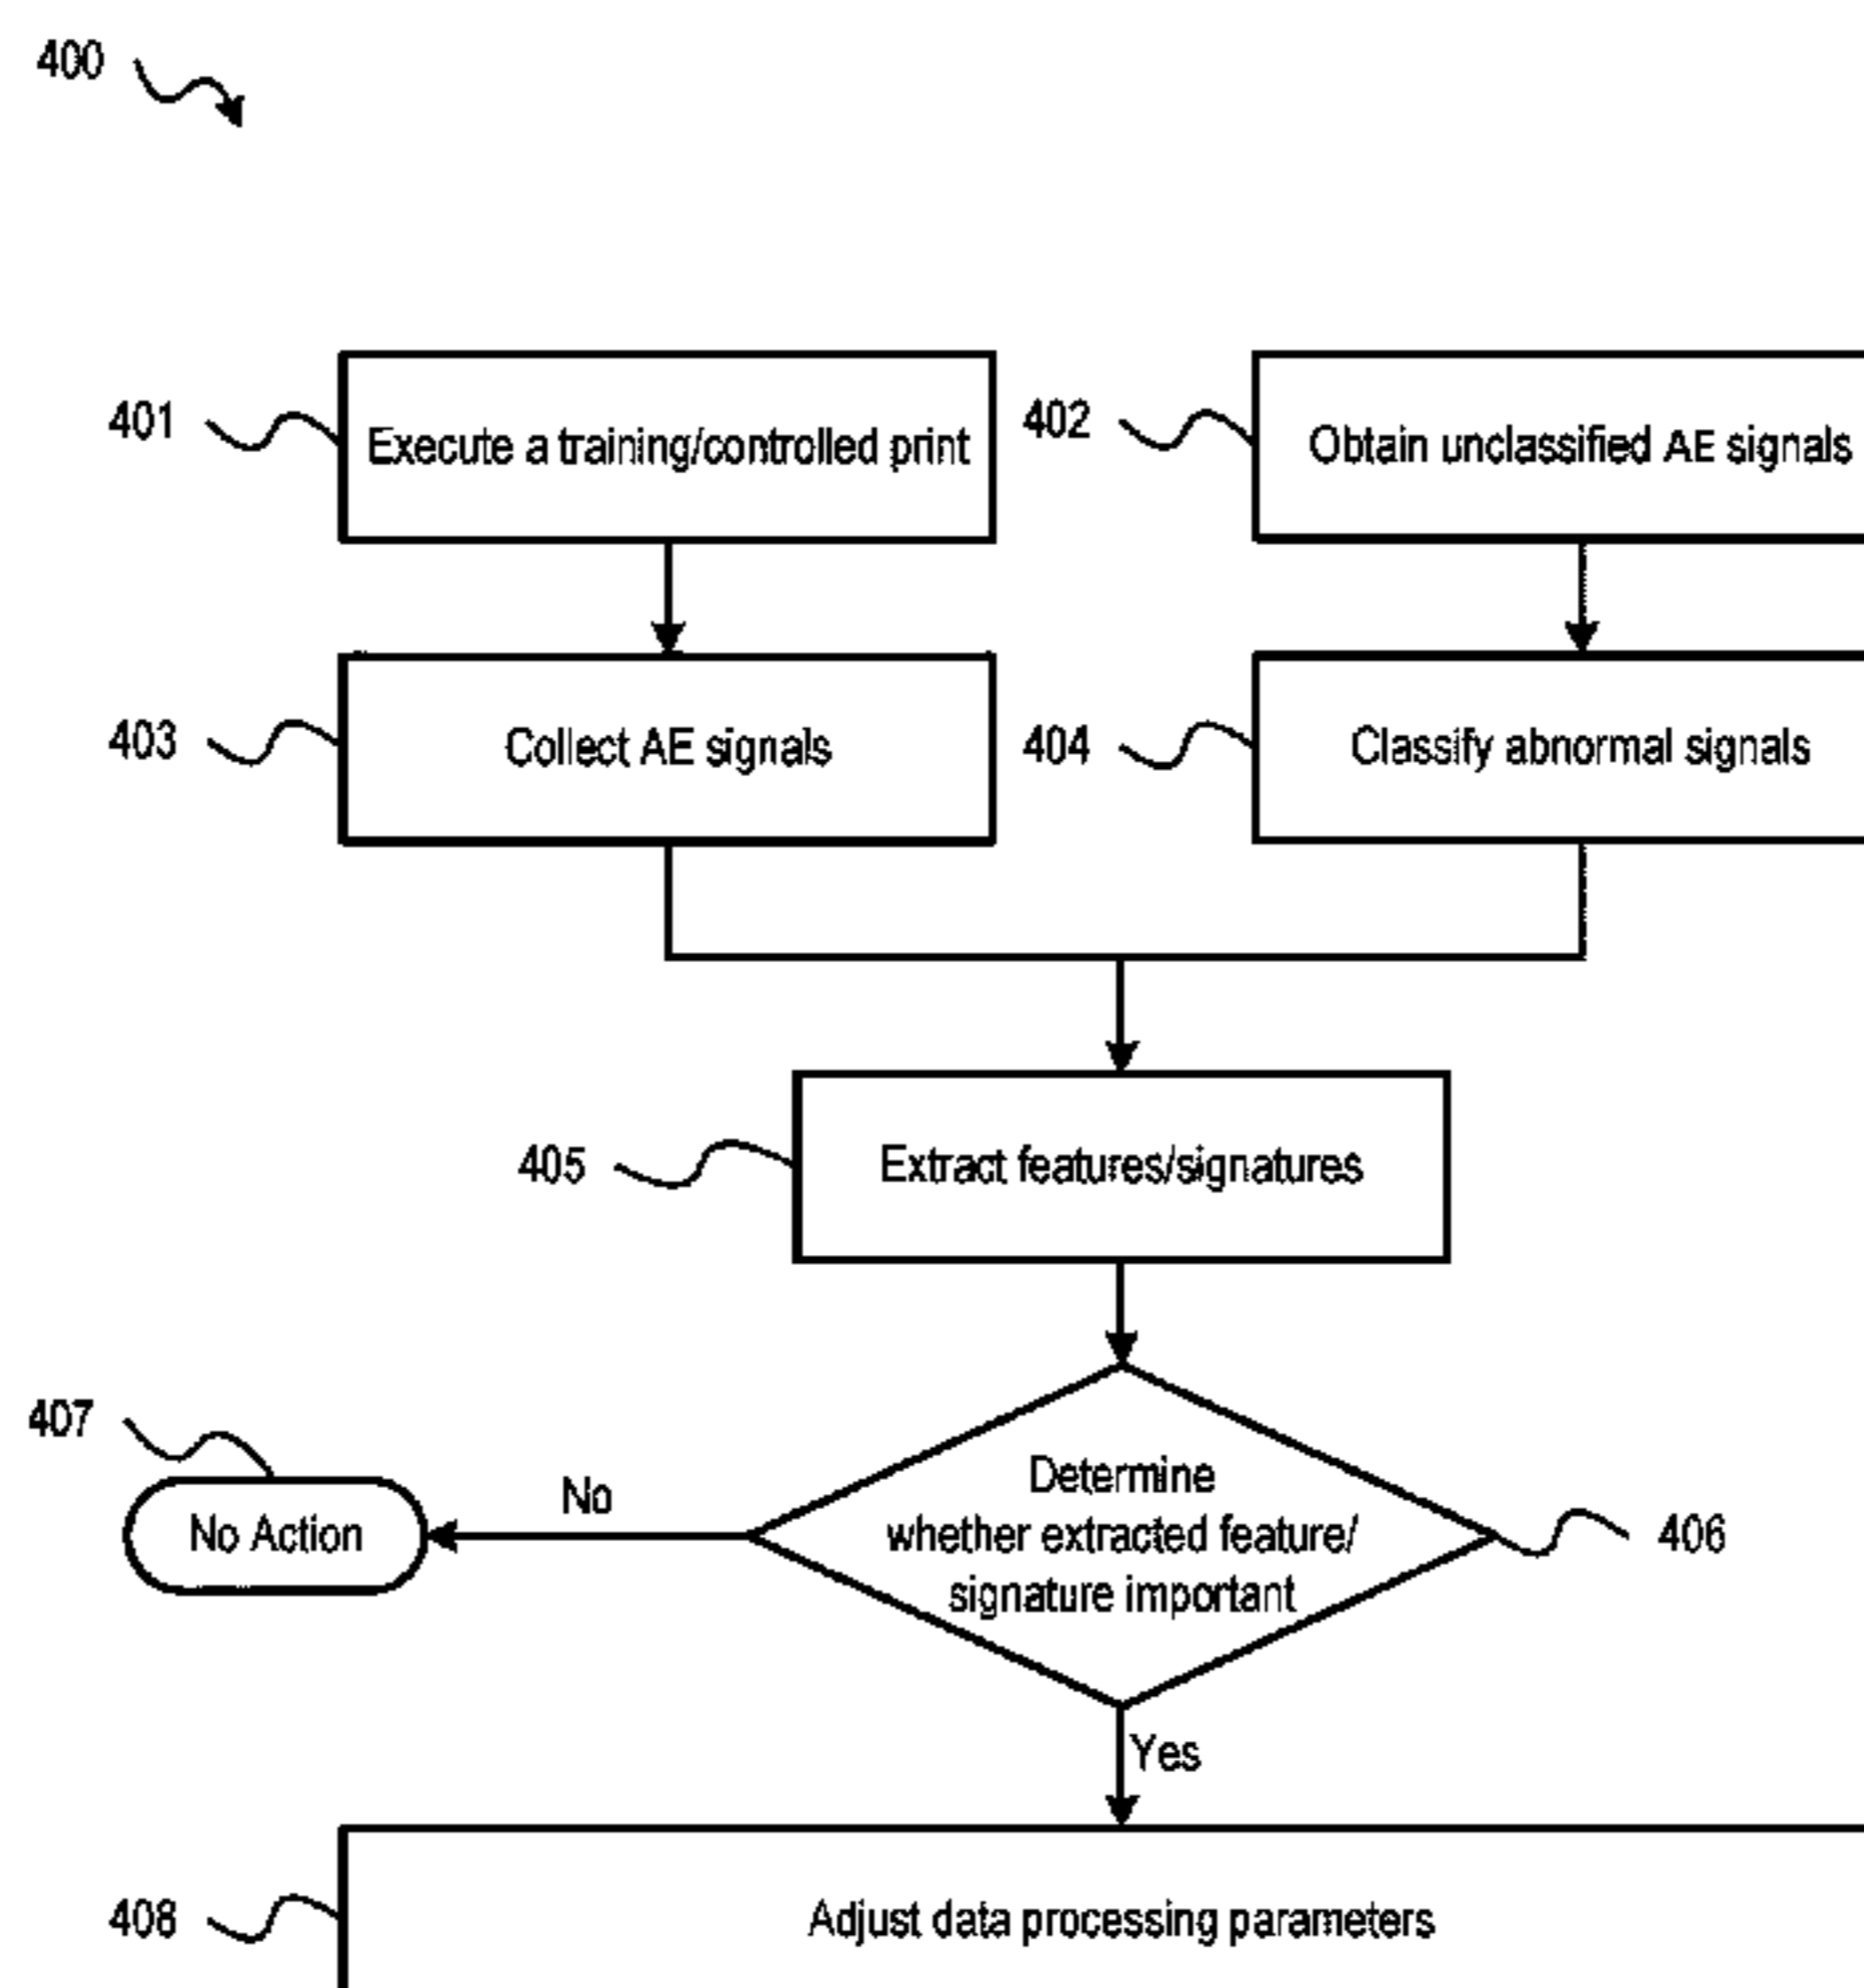 400
401
Execute a training/controlled print
402
Obtain unclassified AE signals
403
Collect AE signals
404
Classify abnormal signals
405
Extract features/signatures
407
No Action
No
Determine
whether extracted feature/
signature important
406
Yes
408
Adjust data processing parameters